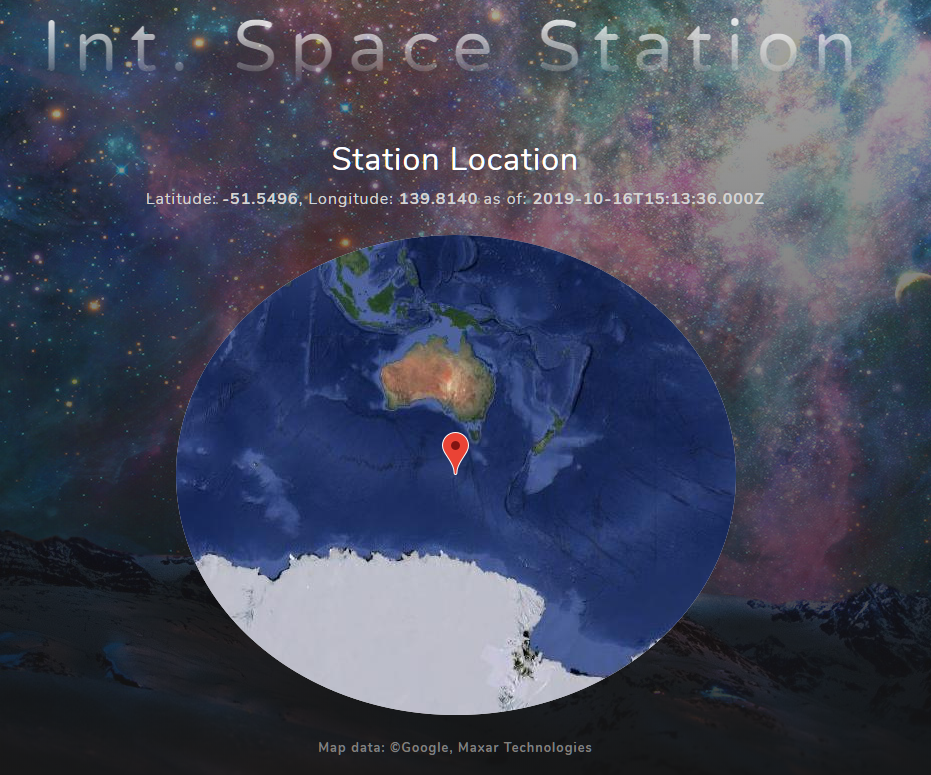 Int. Space Station
Station Location
Latitude: -51.5496, Longitude: 139.8140 as of: 2019-10-16T15:13:36.000Z
Map data: ©Google, Maxar Technologies